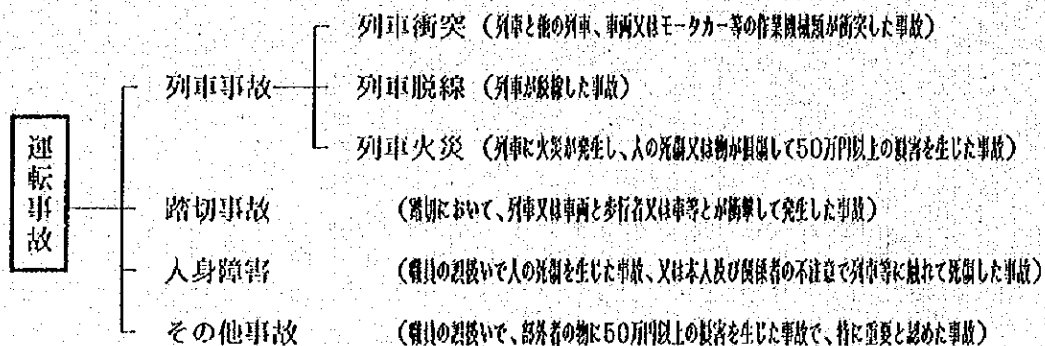 列車衝突 (列車と他の列車、車両又はモータカー等の作業機械類が衝突した事故)
列車事故
列車脱線 (列車が脱線した事故)
列車火災 (列車に火災が発生し、人の死傷又は物が損傷して50万円以上の損害を生じた事故)
運転事故
踏切事故 (踏切において、列車又は車両と歩行者又は車等とが衝撃して発生した事故)
人身障害 (職員の取扱いで人の死傷を生じた事故、又は本人及び関係者の不注意で列車等に触れて死傷した事故)
その他事故 (職員の取扱いで、部外者の物に50万円以上の損害を生じた事故で、特に重要と認めた事故)